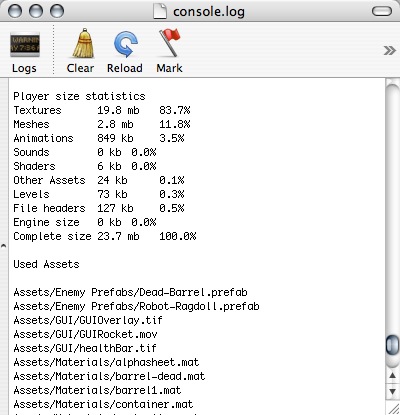 console.log
WARNIN
Logs
Clear
Reload
Mark
Player size statistics
Textures 19.8 mb 83.7%
Meshes 2.8 mb 11.8%
Animations 849 kb 3.5%
Sounds 0 kb 0.0%
Shaders 6 kb 0.0%
Other Assets 24 kb 0.1%
Levels 73 kb 0.3%
File headers 127 kb 0.5%
Engine size 0 kb 0.0%
Complete size 23.7 mb 100.0%
Used Assets
Assets/Enemy Prefabs/Dead-Barrel.prefab
Assets/Enemy Prefabs/Robot-Ragdoll.prefab
Assets/GUI/GUIOverlay.tif
Assets/GUI/GUIRocket.mov
Assets/GUI/healthBar.tif
Assets/Materials/alphasheet.mat
Assets/Materials/barrel-dead.mat
Assets/Materials/barrel1.mat
Assets/Materials/container.mat